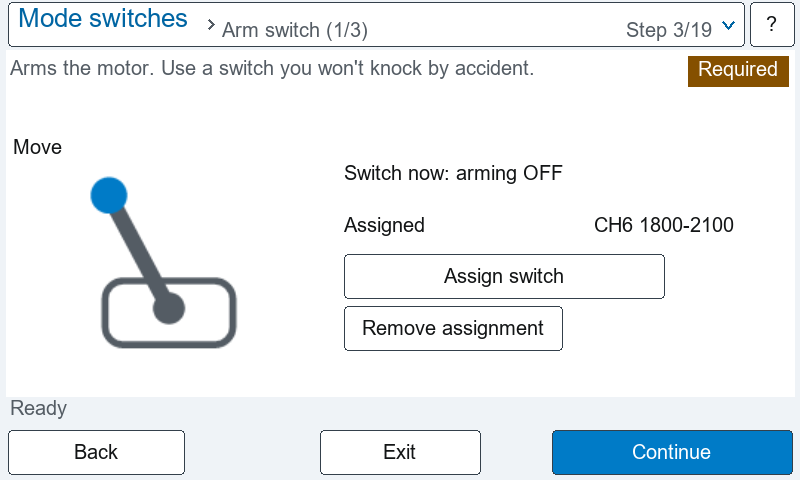 Mode switches > Arm switch (1/3) Step 3/19 ?
Arms the motor. Use a switch you won't knock by accident. Required
Move
Switch now: arming OFF
Assigned CH6 1800-2100
Assign switch
Remove assignment
Ready
Back Exit Continue